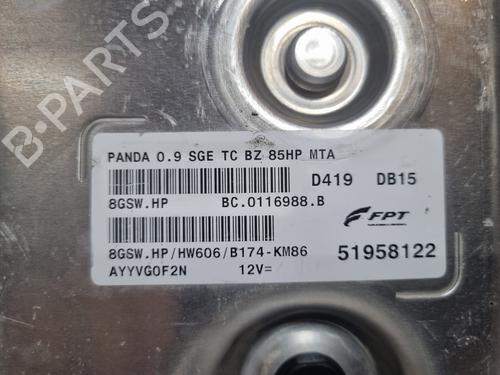 B-PARTS
PANDA 0.9 SGE TC BZ 85HP MTA
D419 DB15
8GSW.HP BC.0116988.B
FPT
8GSW.HP/HW606/B174-KM86 51958122
AYYVG0F2N 12V=